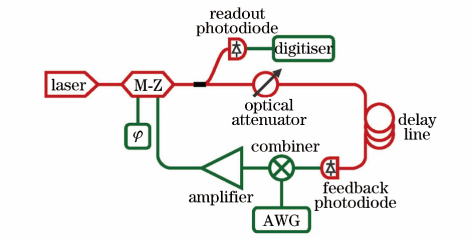 readout
photodiode
digitiser
laser
M-Z
optical
attenuator
delay
line
φ
combiner
amplifier
feedback
photodiode
AWG